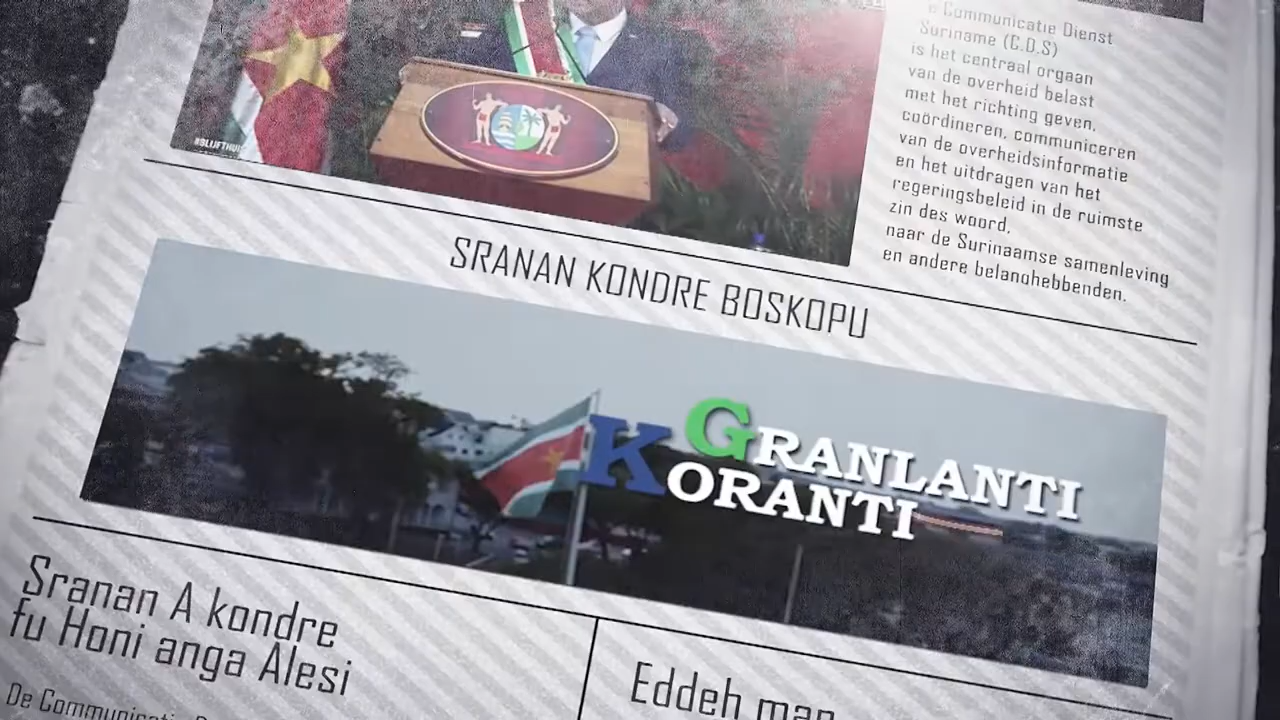 e Communicatie Dienst
Suriname (C.D.S)
is het centraal orgaan
van de overheid belast
met het richting geven,
coördineren, communiceren
van de overheidsinformatie
en het uitdragen van het
regeringsbeleid in de ruimste
zin des woord,
naar de Surinaamse samenleving
en andere belanghebbenden.
SRANAN KONDRE BOSKOPU
GRANLANTI
KORANTI
Sranan A kondre
fu Honi anga Alesi
De
Eddeh man